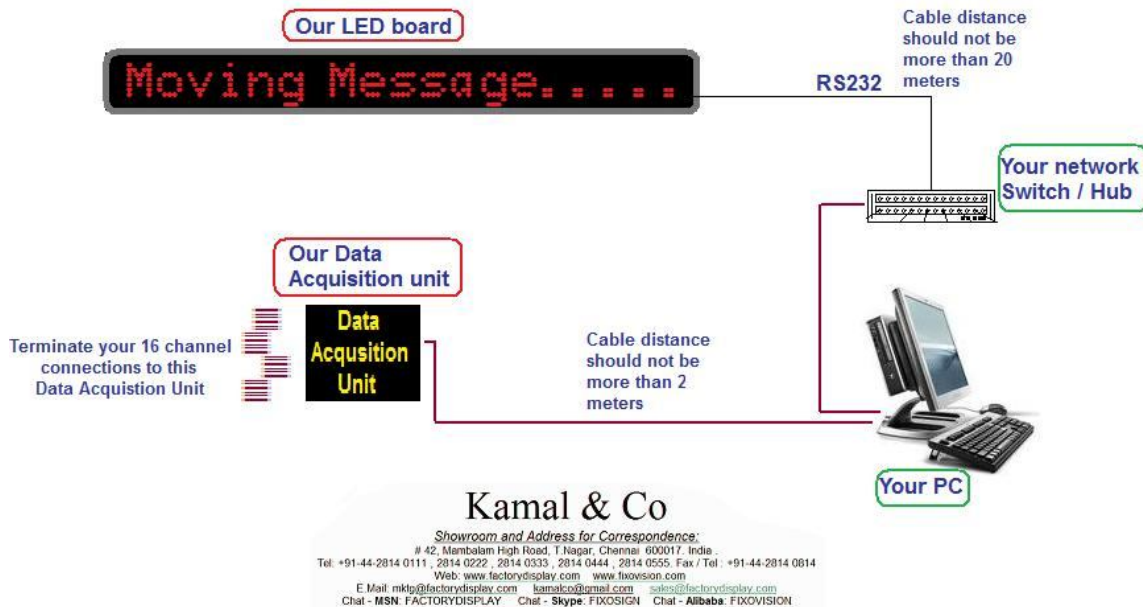 Our LED board
Cable distance
should not be
more than 20
meters
Moving Message.....
RS232
Your network
Switch / Hub
Our Data
Acquisition unit
Terminate your 16 channel
connections to this
Data Acquistion Unit
Data
Acqusition
Unit
Cable distance
should not be
more than 2
meters
Your PC
Kamal & Co
Showroom and Address for Correspondence:
# 42, Mambalam High Road, T.Nagar, Chennai 600017. India .
Tel: +91-44-2814 0111 , 2814 0222 , 2814 0333 , 2814 0444 , 2814 0555. Fax / Tel : +91-44-2814 0814
Web: www.factorydisplay.com www.fixovision.com
E.Mail: mktg@factorydisplay.com kamalco@gmail.com sales@factorydisplay.com
Chat - MSN: FACTORYDISPLAY Chat - Skype: FIXOSIGN Chat - Alibaba: FIXOVISION